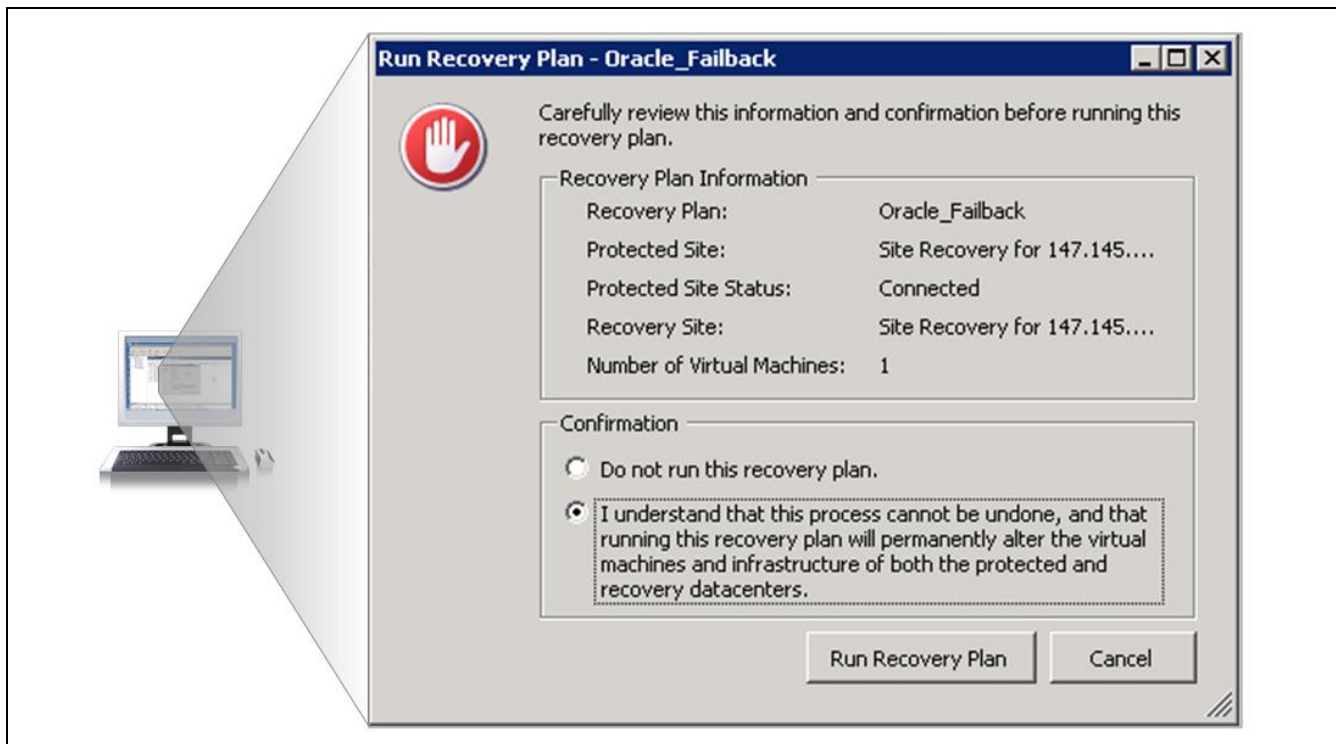 Run Recovery Plan - Oracle_Failback
Carefully review this information and confirmation before running this
recovery plan.
Recovery Plan Information
Recovery Plan: Oracle_Failback
Protected Site: Site Recovery for 147.145....
Protected Site Status: Connected
Recovery Site: Site Recovery for 147.145....
Number of Virtual Machines: 1
Confirmation
Do not run this recovery plan.
I understand that this process cannot be undone, and that
running this recovery plan will permanently alter the virtual
machines and infrastructure of both the protected and
recovery datacenters.
Run Recovery Plan Cancel